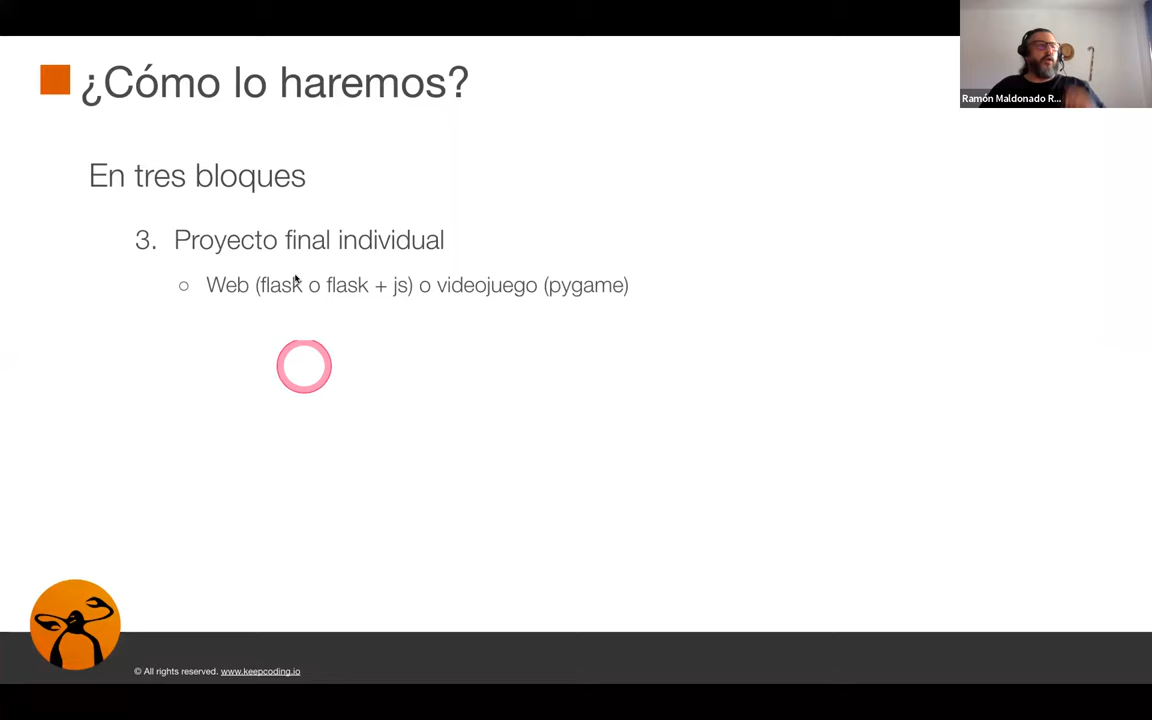 ¿Cómo lo haremos?
Ramón Maldonado R...
En tres bloques
3. Proyecto final individual
○ Web (flask o flask + js) o videojuego (pygame)
© All rights reserved. www.keepcoding.io